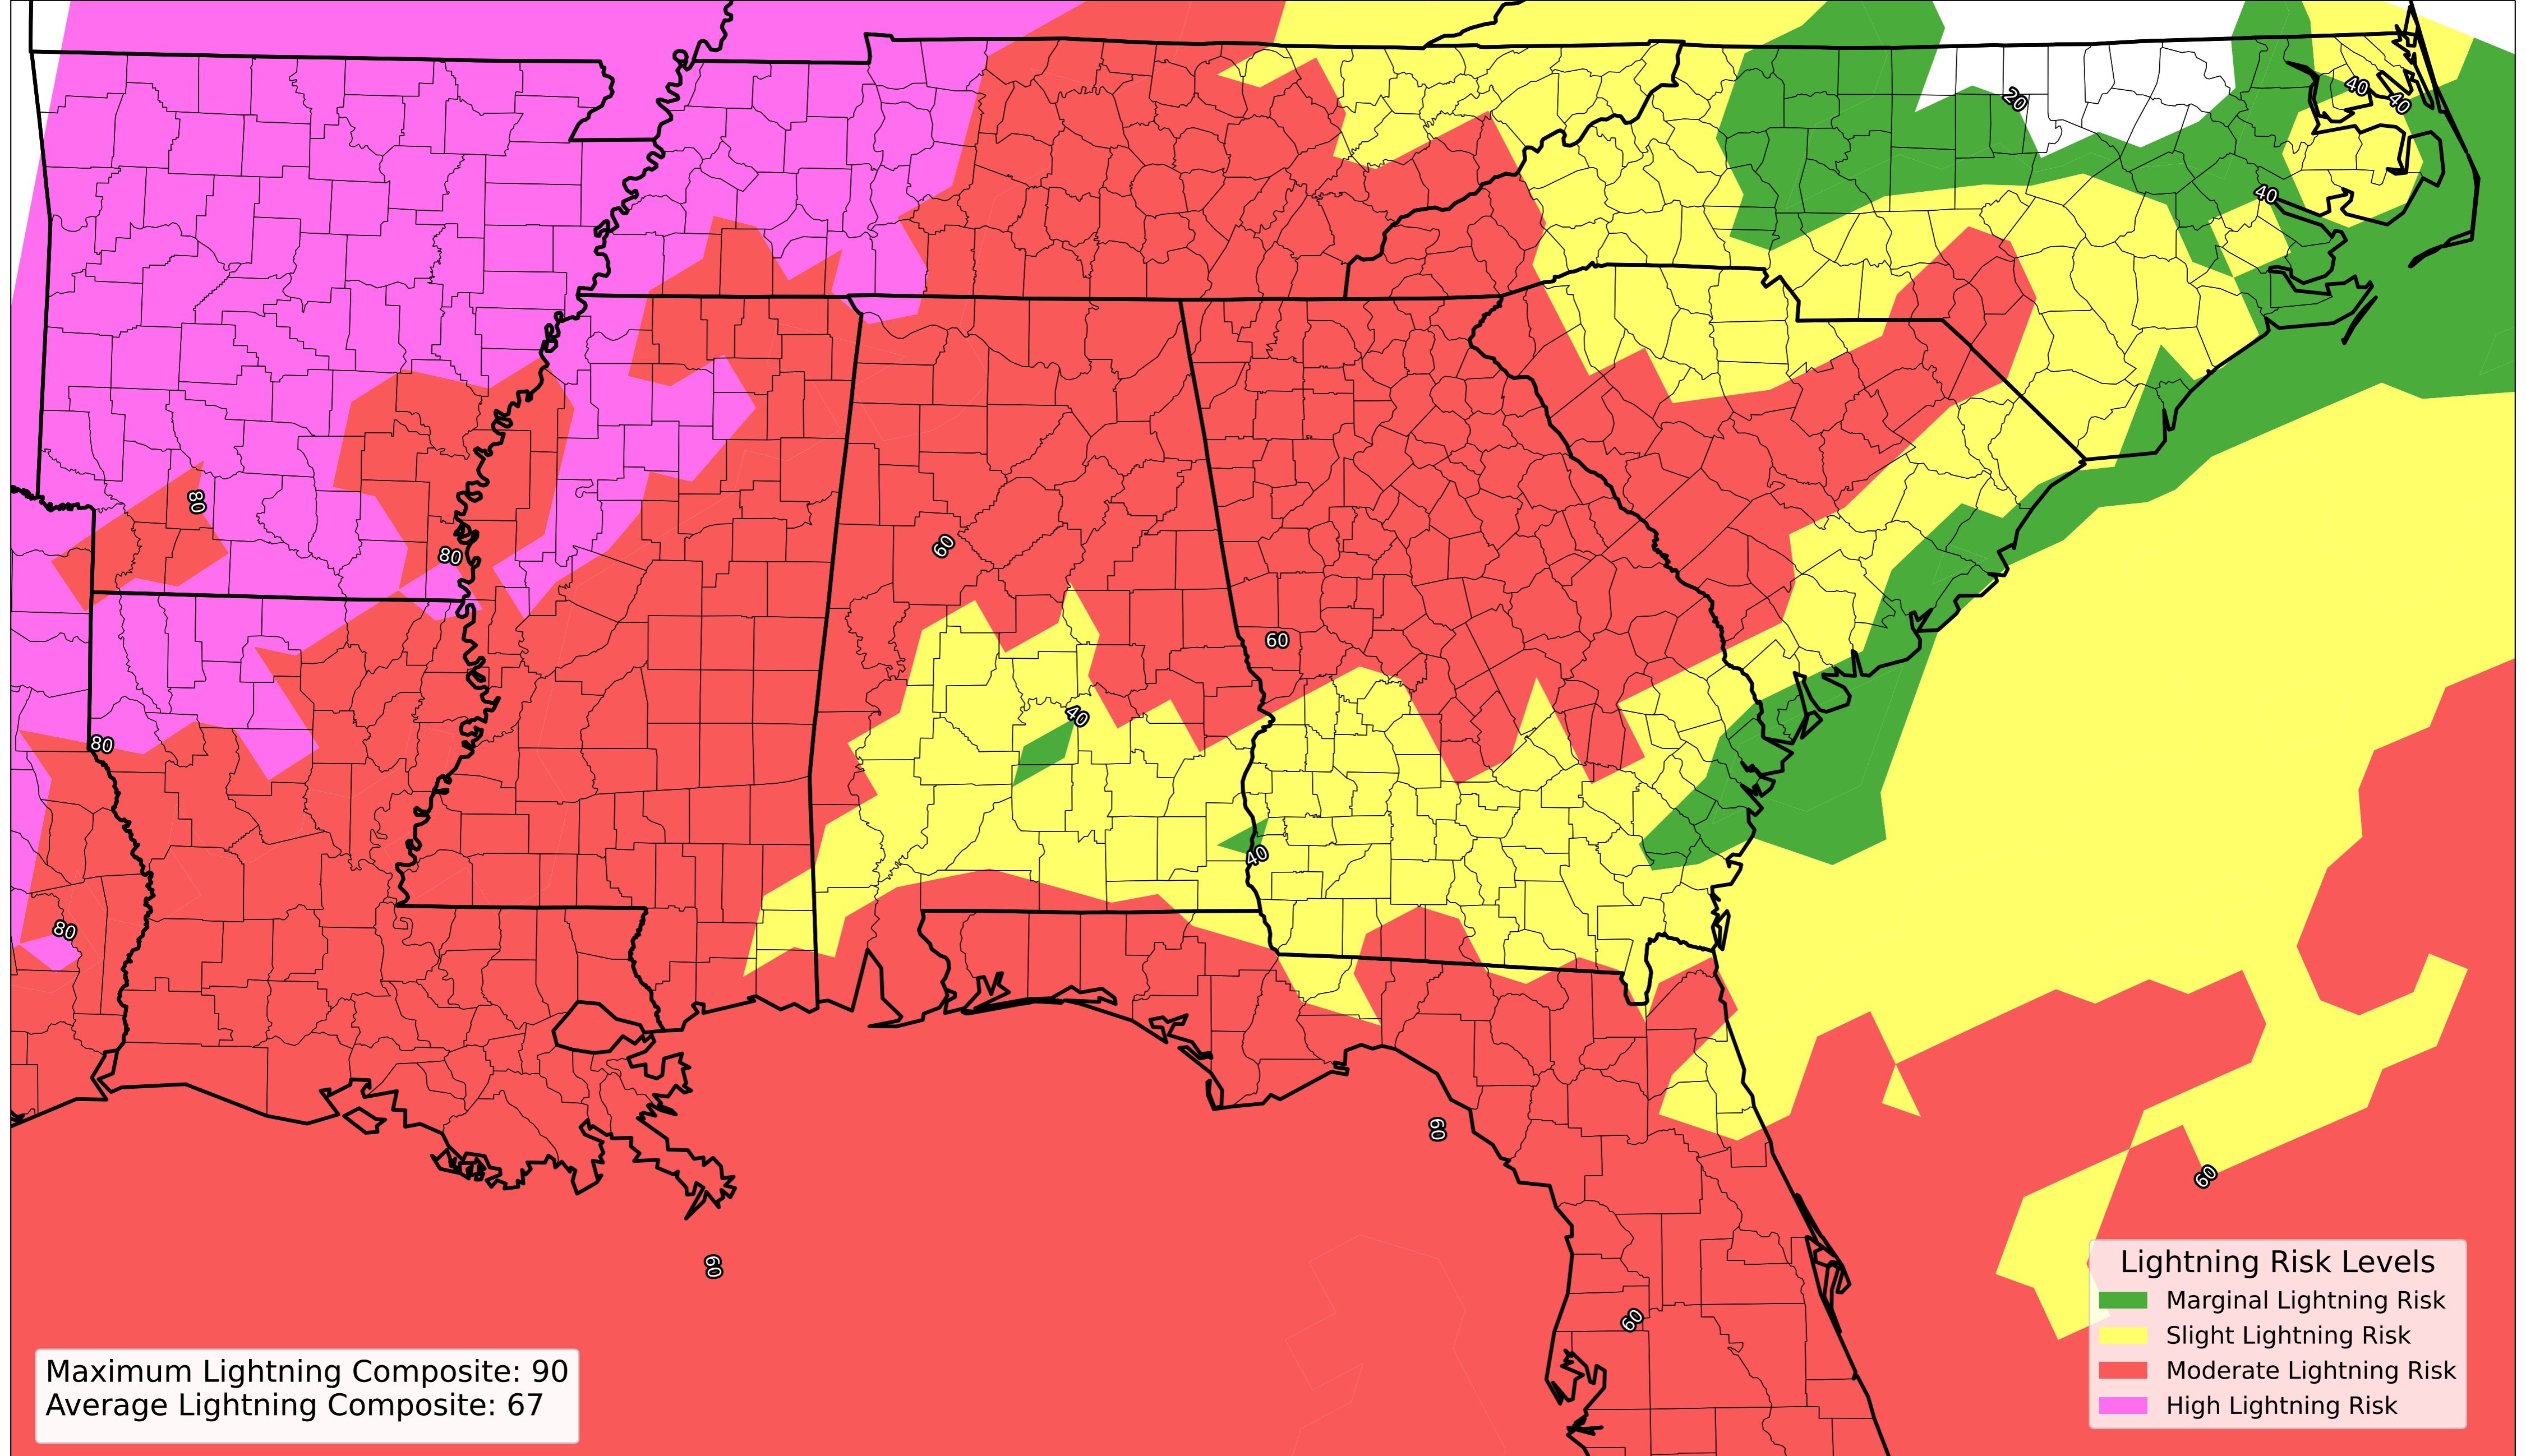 40
40
20
40
80
60
80
60
40
80
40
80
60
60
60
60
Lightning Risk Levels
Marginal Lightning Risk
Slight Lightning Risk
Moderate Lightning Risk
High Lightning Risk
Maximum Lightning Composite: 90
Average Lightning Composite: 67